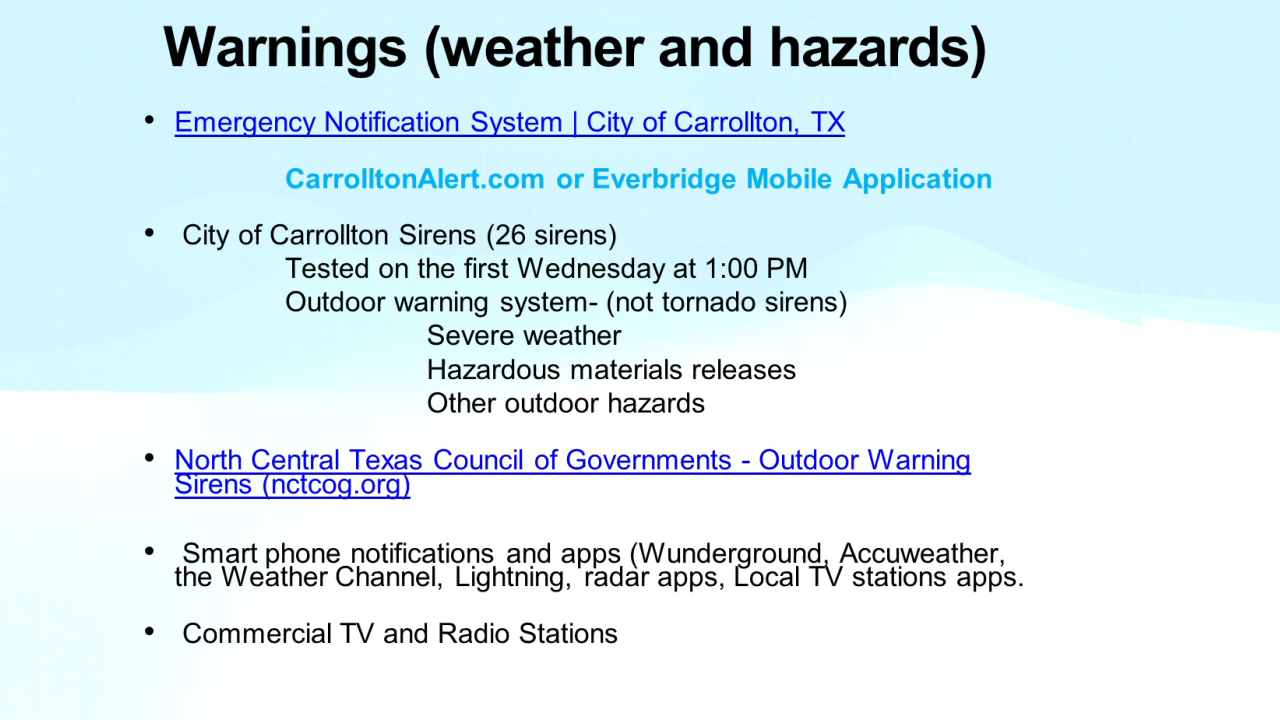 Warnings (weather and hazards)
• Emergency Notification System | City of Carrollton, TX
CarrolltonAlert.com or Everbridge Mobile Application
• City of Carrollton Sirens (26 sirens)
Tested on the first Wednesday at 1:00 PM
Outdoor warning system- (not tornado sirens)
Severe weather
Hazardous materials releases
Other outdoor hazards
• North Central Texas Council of Governments - Outdoor Warning
Sirens (nctcog.org)
• Smart phone notifications and apps (Wunderground, Accuweather,
the Weather Channel, Lightning, radar apps, Local TV stations apps.
• Commercial TV and Radio Stations